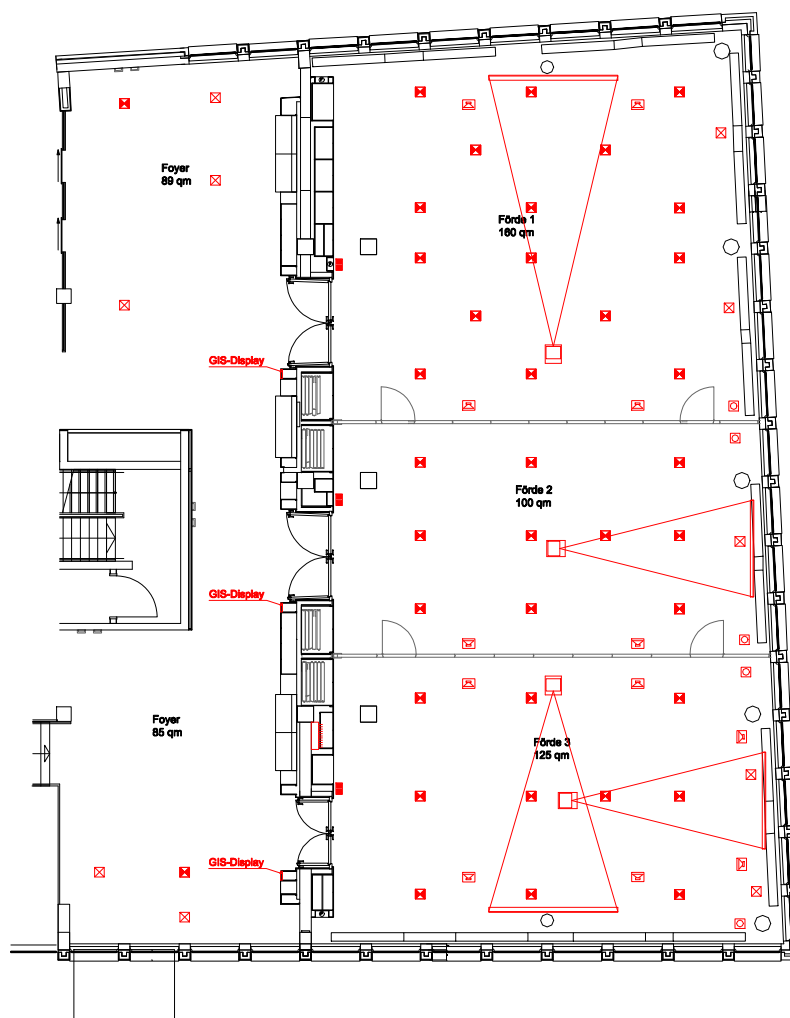 Foyer
89 qm
Förde 1
160 qm
GIS-Display
Förde 2
100 qm
GIS-Display
Foyer
85 qm
Förde 3
125 qm
GIS-Display